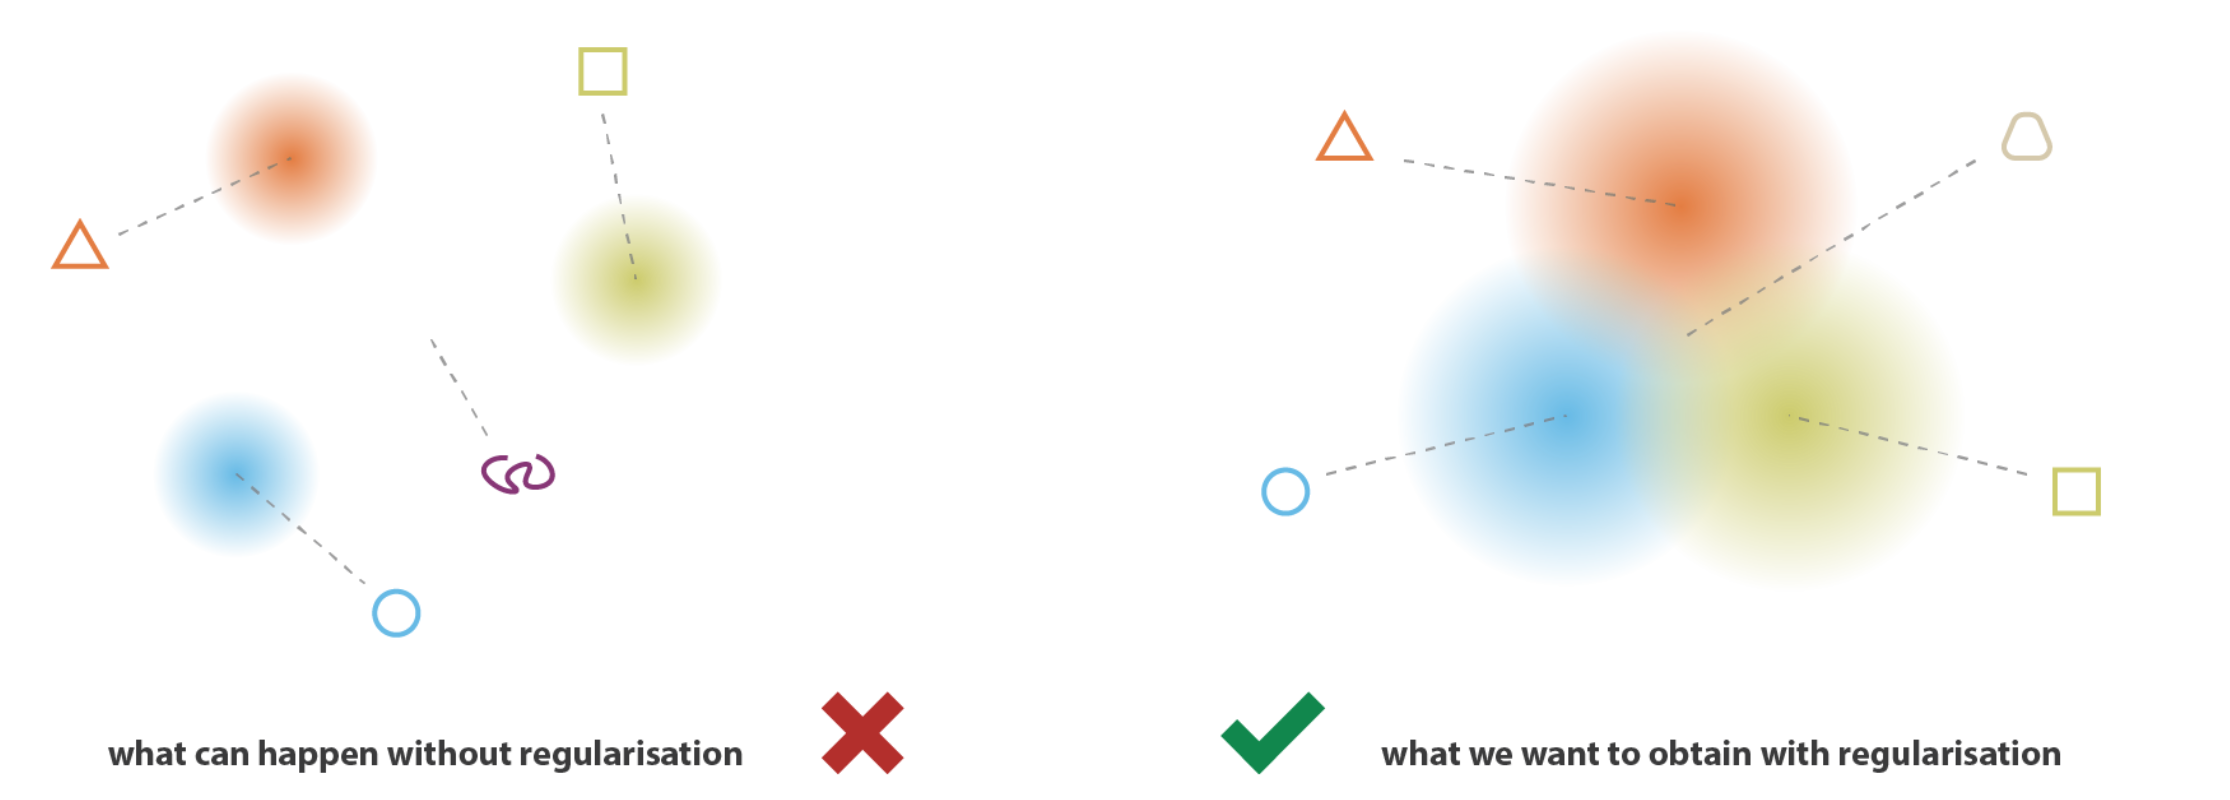 what can happen without regularisation
what we want to obtain with regularisation